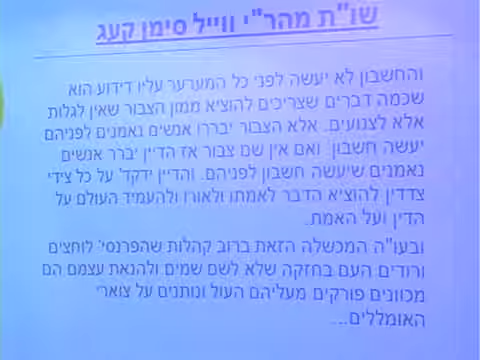 שו"ת מהר"י ווייל סימן קעג
והחשבון לא יעשה לפני כל המערער עליו דידוע הוא
שכמה דברים שצריכים להוציא ממון הצבור שאין לגלות
אלא לצנועים. אלא הצבור יבררו אנשים נאמנים לפניהם
יעשה חשבון ואם אין שם צבור אז הדיין יברר אנשים
נאמנים שיעשה חשבון לפניהם. והדיין ידקד' על כל צידי
צדדין להוציא הדבר לאמתו ולאורו ולהעמיד העולם על
הדין ועל האמת.
ובעו"ה המכשלה הזאת ברוב קהלות שהפרנסי' לוחצים
ורודים העם בחזקה שלא לשם שמים ולהנאת עצמם הם
מכוונים פורקים מעליהם העול ונותנים על צוארי
האומללים...